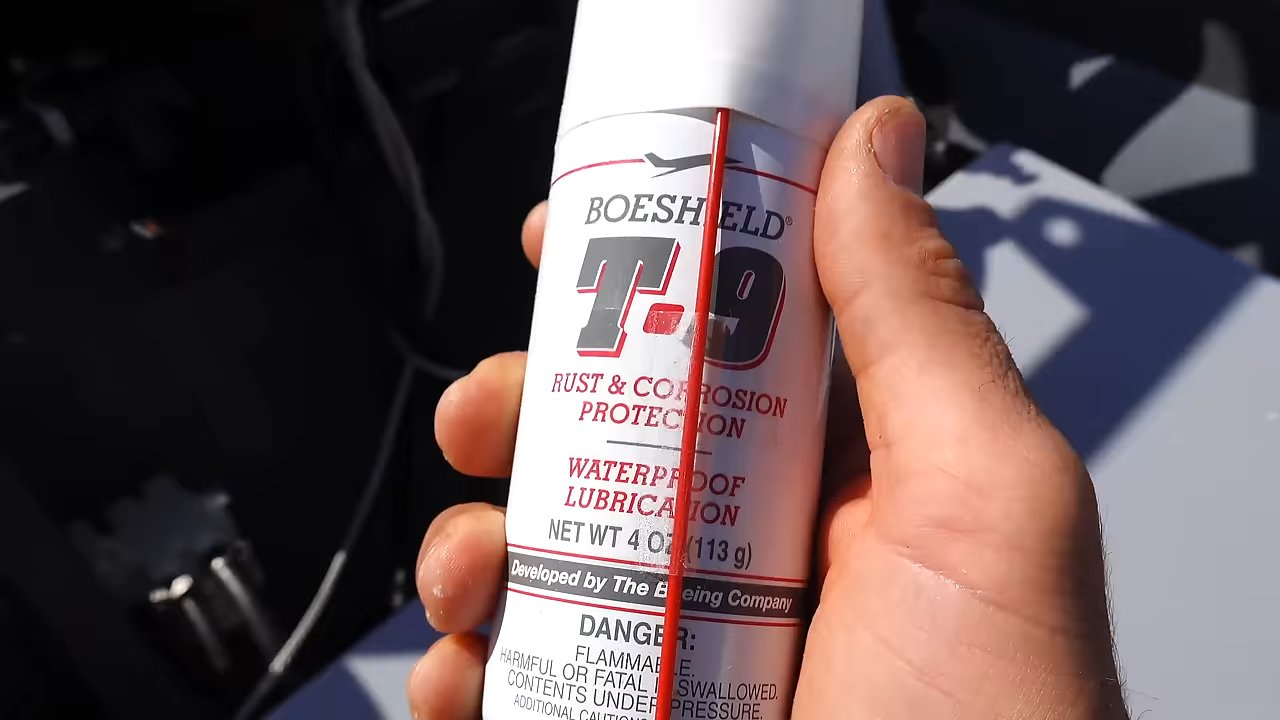 BOESHIELD®
T-9
RUST & CORROSION
PROTECTION
WATERPROOF
LUBRICATION
NET WT 4 OZ (113 g)
Developed by The Boeing Company
DANGER:
FLAMMABLE.
HARMFUL OR FATAL IF SWALLOWED.
CONTENTS UNDER PRESSURE.
ADDITIONAL